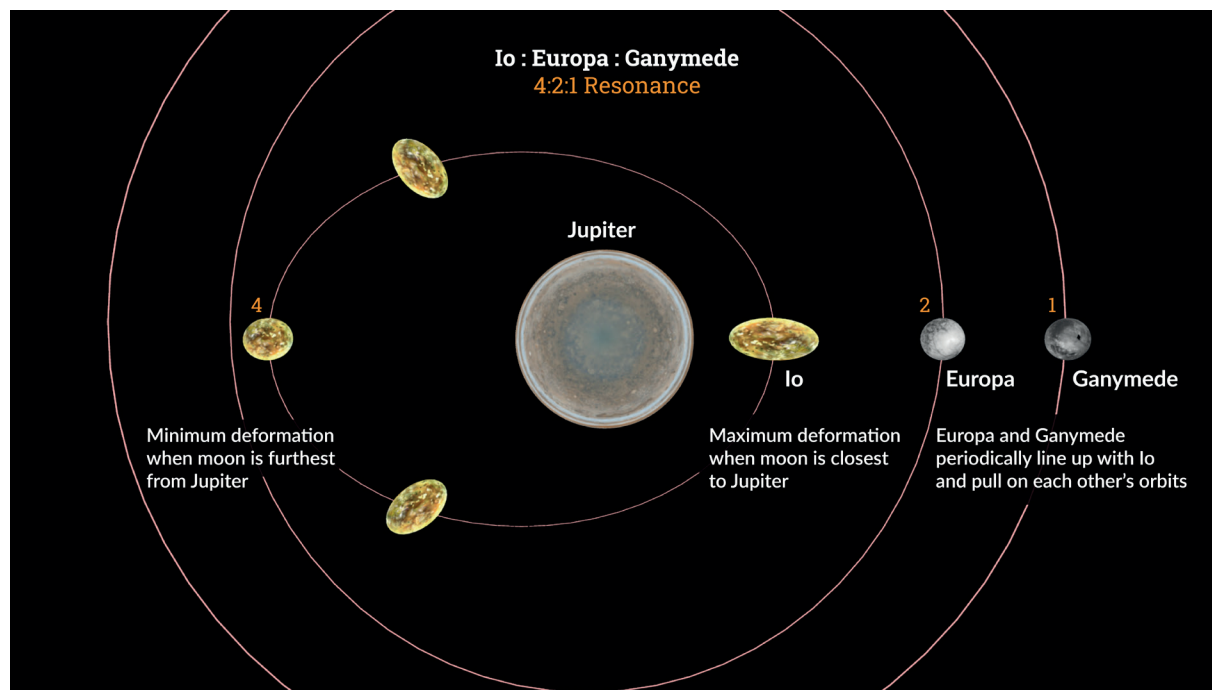 Io : Europa : Ganymede
4:2:1 Resonance
Jupiter
4
2
1
Io
Europa
Ganymede
Minimum deformation
when moon is furthest
from Jupiter
Maximum deformation
when moon is closest
to Jupiter
Europa and Ganymede
periodically line up with Io
and pull on each other's orbits